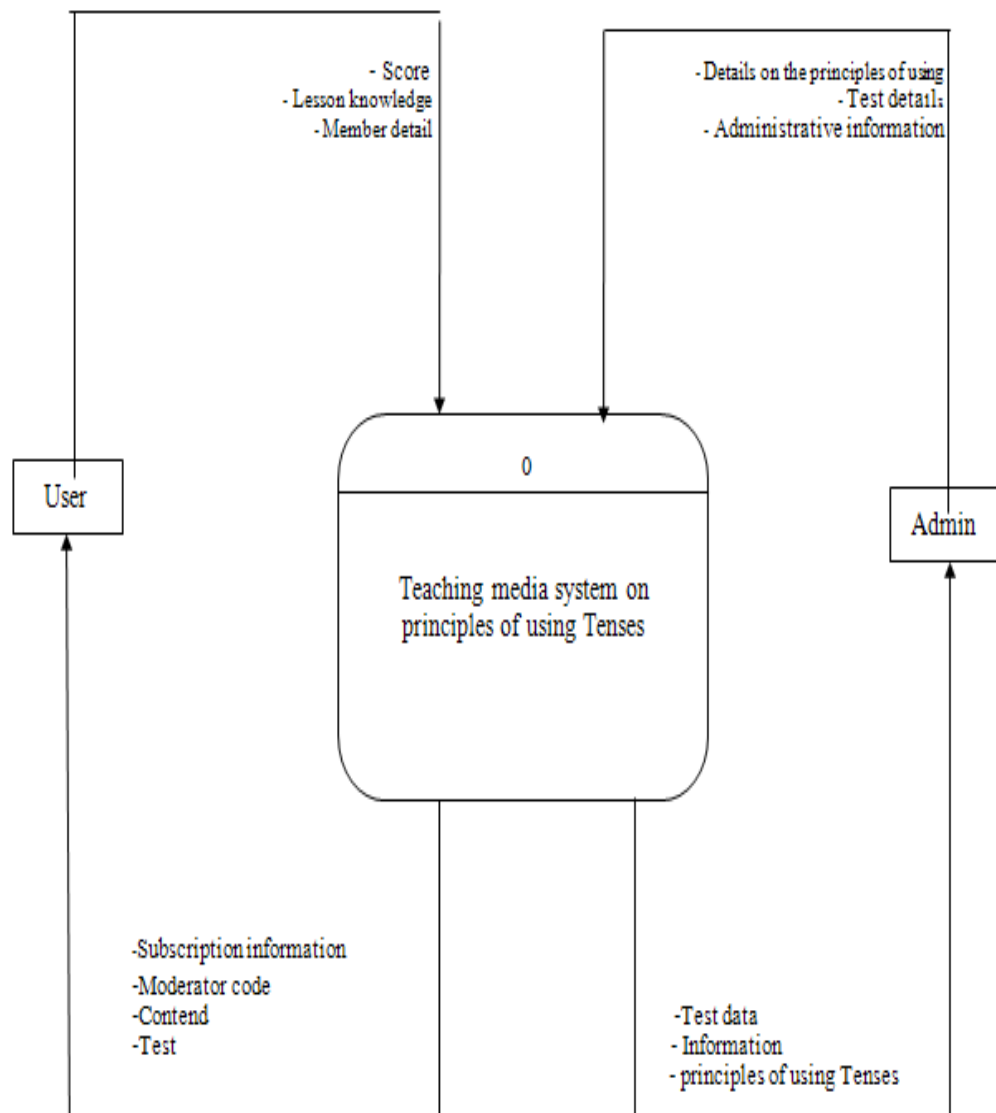 - Score
- Lesson knowledge
- Member detail
- Details on the principles of using
- Test details
- Administrative information
0
User
Admin
Teaching media system on
principles of using Tenses
-Subscription information
-Moderator code
-Contend
-Test
-Test data
- Information
- principles of using Tenses